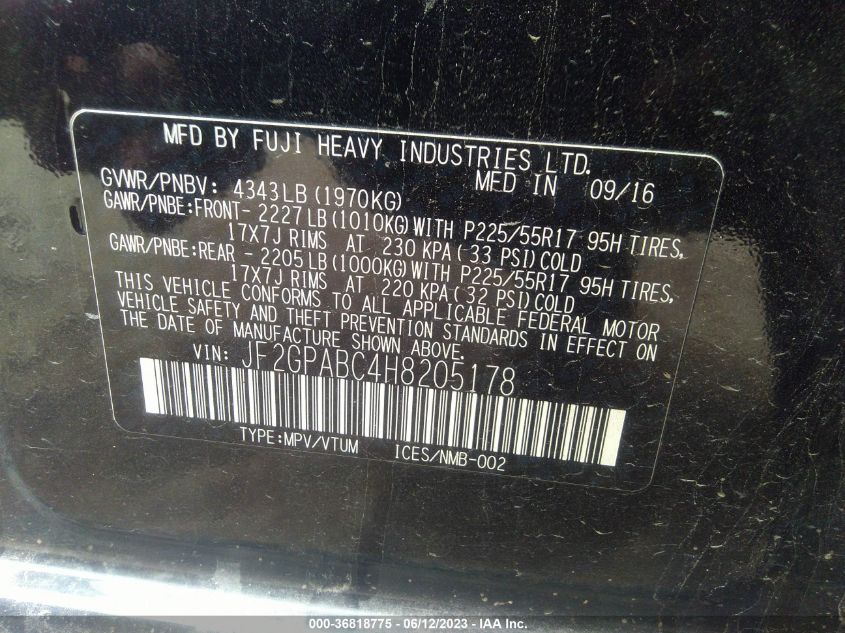 MFD BY FUJI HEAVY INDUSTRIES LTD.
MFD IN 09/16
GVWR/PNBV: 4343LB (1970KG)
GAWR/PNBE:FRONT- 2227 LB (1010KG) WITH P225/55R17 95H TIRES,
17X7J RIMS AT 230 KPA ( 33 PSI) COLD
GAWR/PNBE:REAR - 2205 LB (1000KG) WITH P225/55R17 95H TIRES,
17X7J RIMS AT 220 KPA ( 32 PSI) COLD
THIS VEHICLE CONFORMS TO ALL APPLICABLE FEDERAL MOTOR
VEHICLE SAFETY AND THEFT PREVENTION STANDARDS IN EFFECT ON
THE DATE OF MANUFACTURE SHOWN ABOVE.
VIN: JF2GPABC4H8205178
TYPE:MPV/VTUM ICES/NMB-002
000-36818775 - 06/12/2023 - IAA Inc.